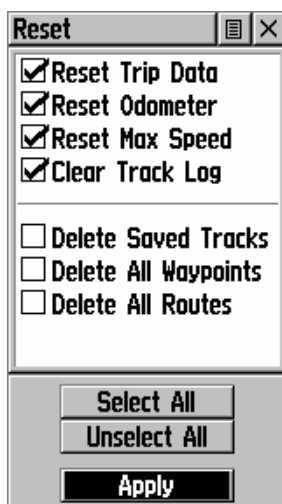 Reset
Reset Trip Data
Reset Odometer
Reset Max Speed
Clear Track Log
Delete Saved Tracks
Delete All Waypoints
Delete All Routes
Select All
Unselect All
Apply